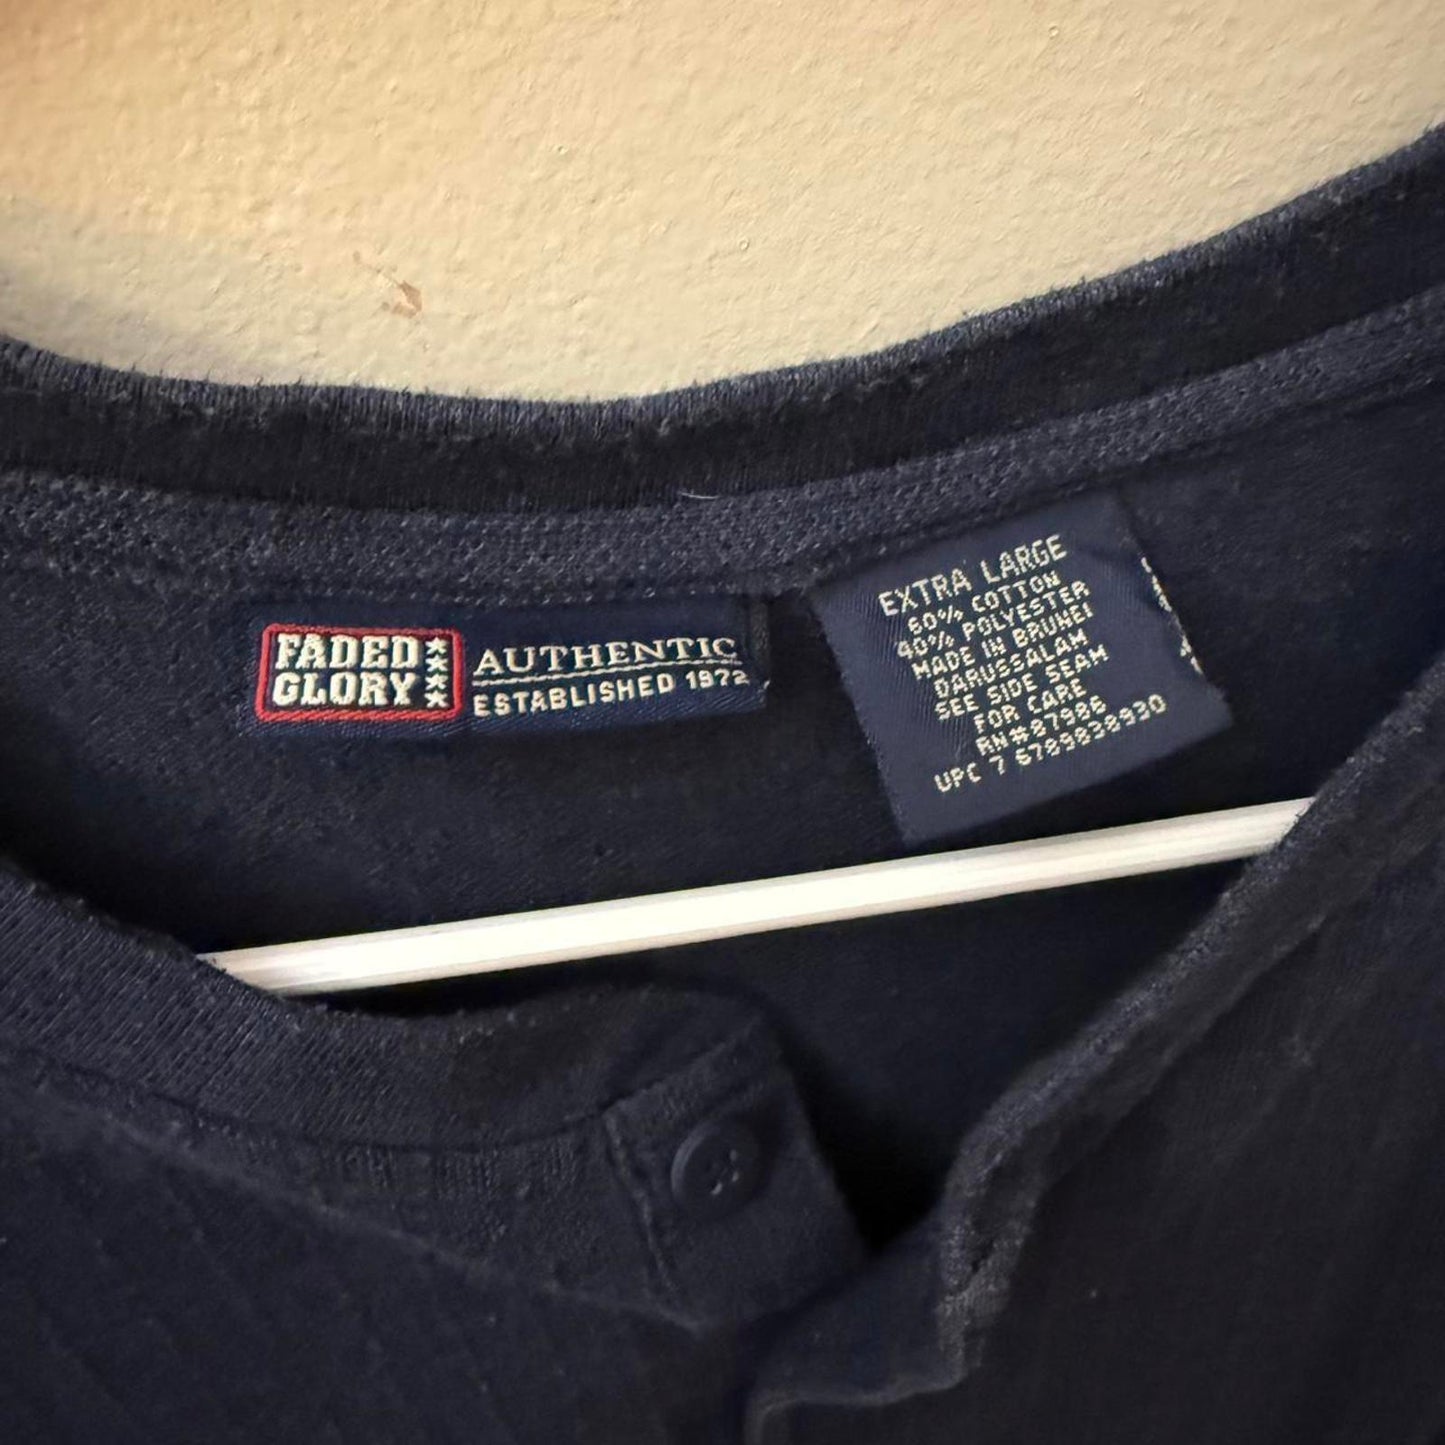 FADED
GLORY
AUTHENTIC
ESTABLISHED 1972
EXTRA LARGE
60% COTTON
40% POLYESTER
MADE IN BRUNEI
DARUSSALAM
SEE SIDE SEAM
FOR CARE
RN#87986
UPC 7 6789838930